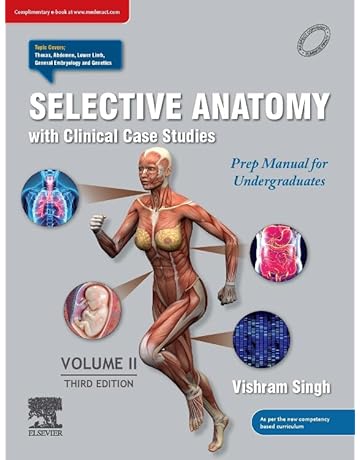 Complimentary e-book at www.medenact.com
Topic Covers;
Thorax, Abdomen, Lower Limb,
General Embryology and Genetics
SELECTIVE ANATOMY
with Clinical Case Studies
Prep Manual for
Undergraduates
VOLUME II
THIRD EDITION
ELSEVIER
Vishram Singh
As per the new competency
based curriculum